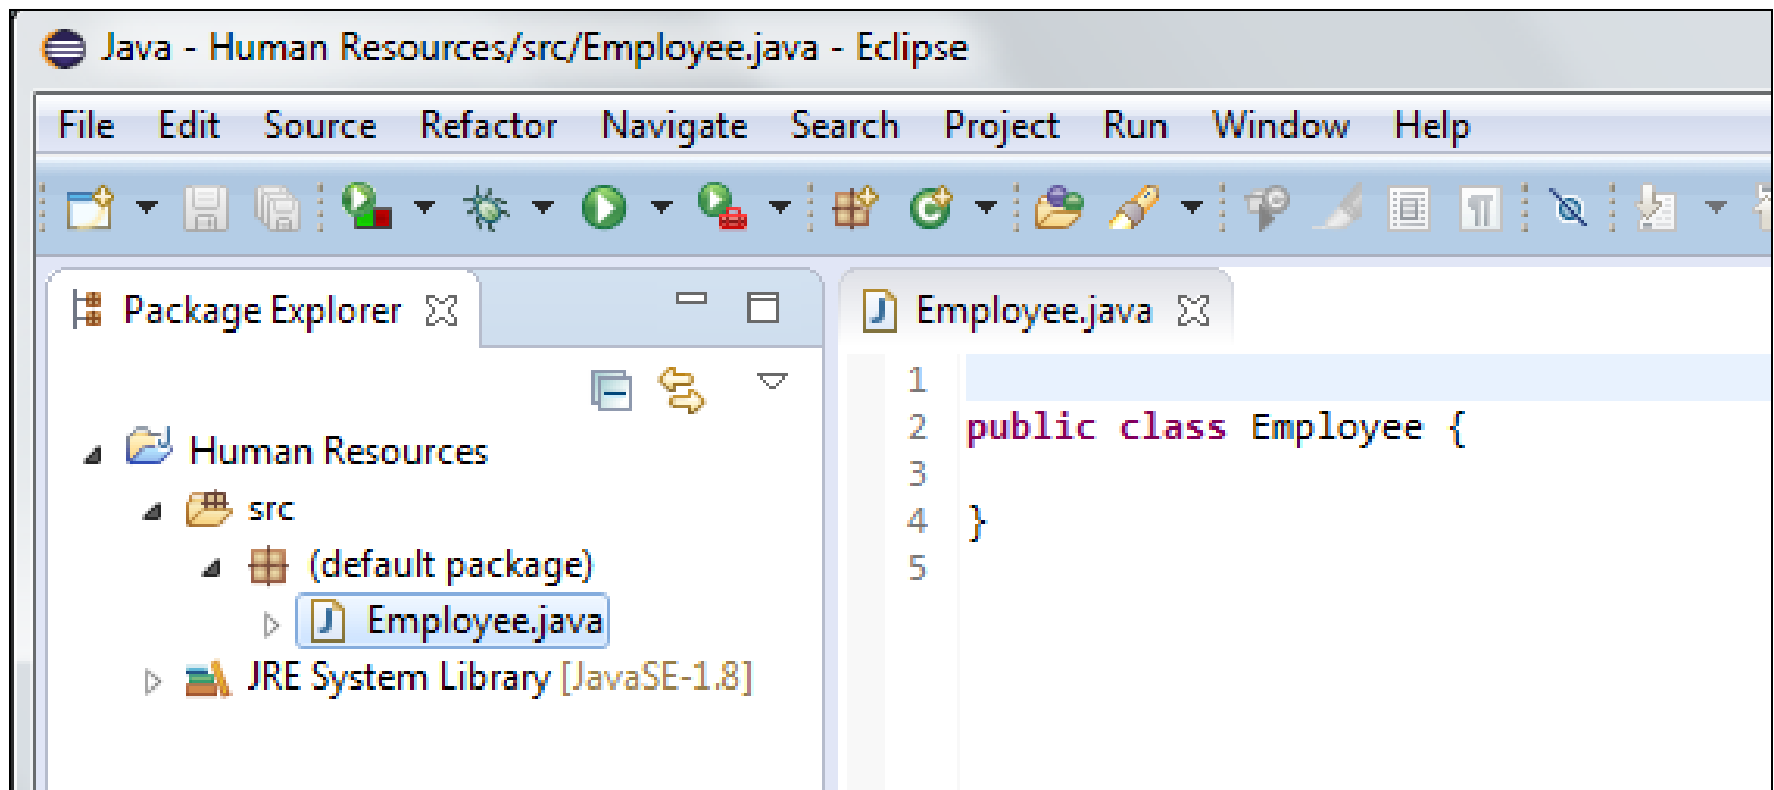 Java - Human Resources/src/Employee.java - Eclipse
File Edit Source Refactor Navigate Search Project Run Window Help
Package Explorer
Human Resources
src
(default package)
Employee.java
JRE System Library [JavaSE-1.8]
Employee.java
1
2 public class Employee {
3
4 }
5